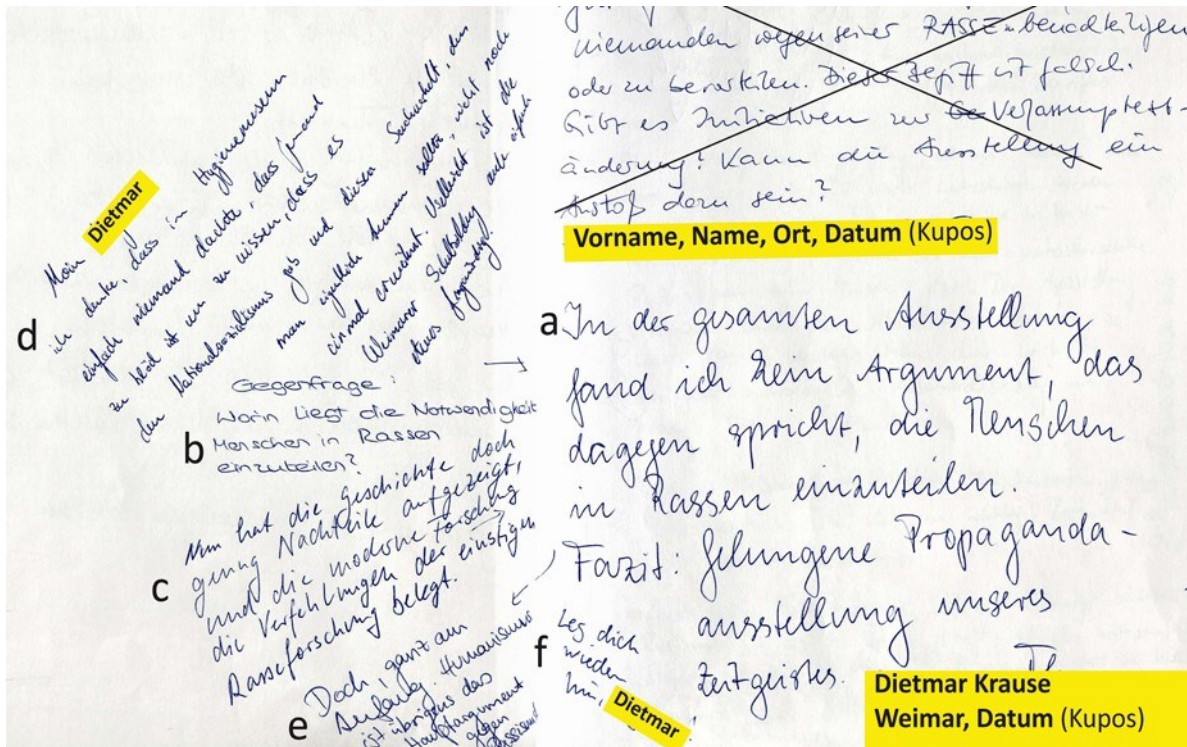 Moin Dietmar
ich denke, dass im Hygienemuseum
einfach niemand dachte dass jemand
zu blöd ist um zu wissen, dass es
den Nationalsozialismus gab und diesen Sachverhalt, den
man eigentlich kennen sollte, nicht noch
einmal erwähnt. Vielleicht ist die
Weimarer Schulbildung auch einfach
etwas fragwürdig.
d
Gegenfrage:
Worin liegt die Notwendigkeit
b Menschen in Rassen
einzuteilen?
Nun hat die Geschichte doch
genug Nachteile aufgezeigt,
c und die moderne Forschung
die Verfehlungen der einstigen
Rasseforschung belegt.
Doch, ganz am
Anfang. Humanismus
e ist übrigens das
Hauptargument
gegen
Rassismus
niemanden wegen seiner RASSE zu benachteiligen
oder zu beurteilen. Dieser Begriff ist falsch.
Gibt es Initiativen zur Verfassungstext-
änderung? Kann die Ausstellung ein
Anstoß dazu sein?
Vorname, Name, Ort, Datum (Kupos)
a In der gesamten Ausstellung
fand ich kein Argument, das
dagegen spricht, die Menschen
in Rassen einzuteilen.
Fazit: Gelungene Propaganda-
ausstellung unseres
Zeitgeistes.
Dietmar Krause
Weimar, Datum (Kupos)
f Leg dich
wieder
hin,
Dietmar!